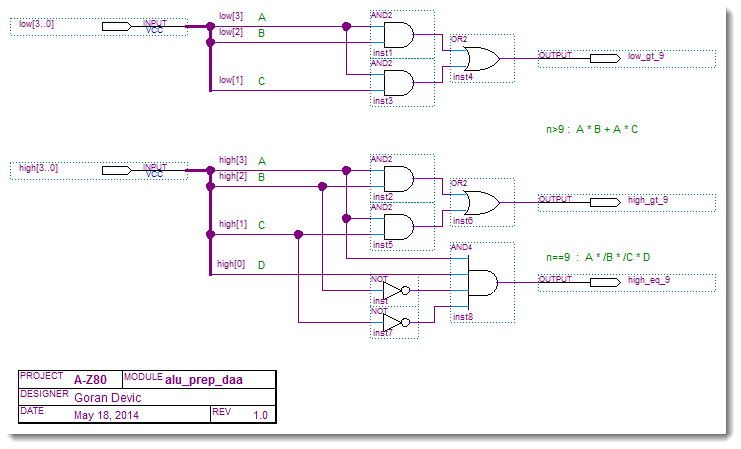 AND2
low[3..0] INPUT VCC low[3] A
low[2] B
inst1
OR2
AND2
OUTPUT low_gt_9
low[1] C
inst4
inst3
n>9 : A * B + A * C
AND2
high[3..0] INPUT VCC high[3] A
high[2] B
OR2
inst2
OUTPUT high_gt_9
AND2
high[1] C
inst6
inst5
AND4
n==9 : A * /B * /C * D
high[0] D
NOT
OUTPUT high_eq_9
inst
NOT
inst8
inst7
PROJECT A-Z80 MODULE alu_prep_daa
DESIGNER Goran Devic
DATE May 18, 2014 REV 1.0